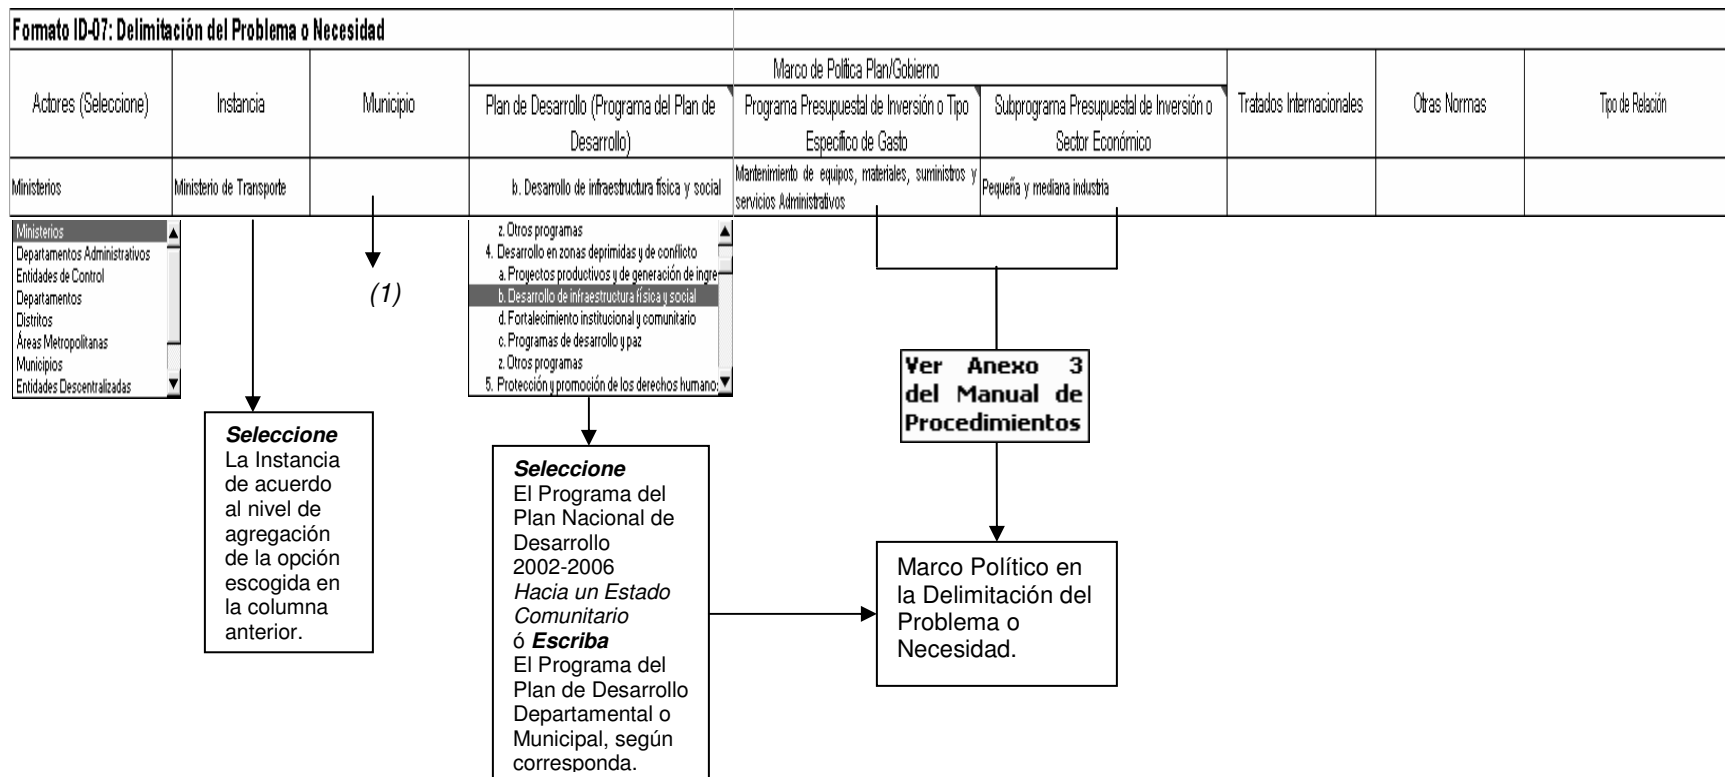 Formato ID-07: Delimitación del Problema o Necesidad
Actores (Seleccione)
Instancia
Municipio
Marco de Política Plan/Gobierno
Plan de Desarrollo (Programa del Plan de
Desarrollo)
Programa Presupuestal de Inversión o Tipo
Específico de Gasto
Subprograma Presupuestal de Inversión o
Sector Económico
Tratados Internacionales
Otras Normas
Tipo de Relación
Ministerios
Ministerio de Transporte
b. Desarrollo de infraestructura física y social
Mantenimiento de equipos, materiales, suministros y
servicios Administrativos
Pequeña y mediana industria
Ministerios
Departamentos Administrativos
Entidades de Control
Departamentos
Distritos
Áreas Metropolitanas
Municipios
Entidades Descentralizadas
(1)
z. Otros programas
4. Desarrollo en zonas deprimidas y de conflicto
a. Proyectos productivos y de generación de ingre
b. Desarrollo de infraestructura física y social
d. Fortalecimiento institucional y comunitario
c. Programas de desarrollo y paz
z. Otros programas
5. Protección y promoción de los derechos humano:
Ver Anexo 3
del Manual de
Procedimientos
Seleccione
La Instancia
de acuerdo
al nivel de
agregación
de la opción
escogida en
la columna
anterior.
Seleccione
El Programa del
Plan Nacional de
Desarrollo
2002-2006
Hacia un Estado
Comunitario
ó Escriba
El Programa del
Plan de Desarrollo
Departamental o
Municipal, según
corresponda.
Marco Político en
la Delimitación del
Problema o
Necesidad.